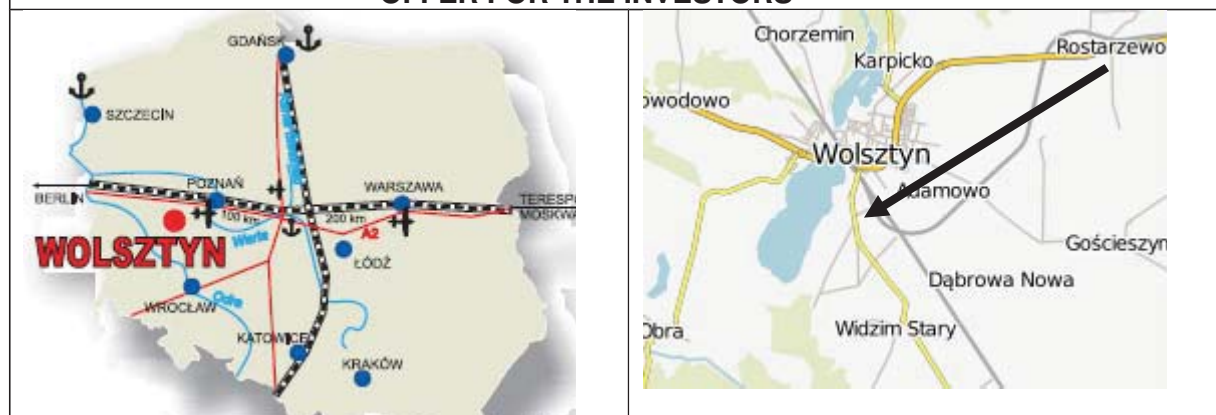 OFFER FOR THE INVESTORS
GDAŃSK
SZCZECIN
BERLIN
POZNAŃ
WARSZAWA
TERESPO
MOSKWA
100 km
200 km
A2
Warta
WOLSZTYN
ŁÓDŹ
WROCŁAW
Odra
KATOWICE
KRAKÓW
Chorzemin
Karpicko
Rostarzewo
owodowo
Wolsztyn
Adamowo
Gościeszyn
Dąbrowa Nowa
Obra
Widzim Stary